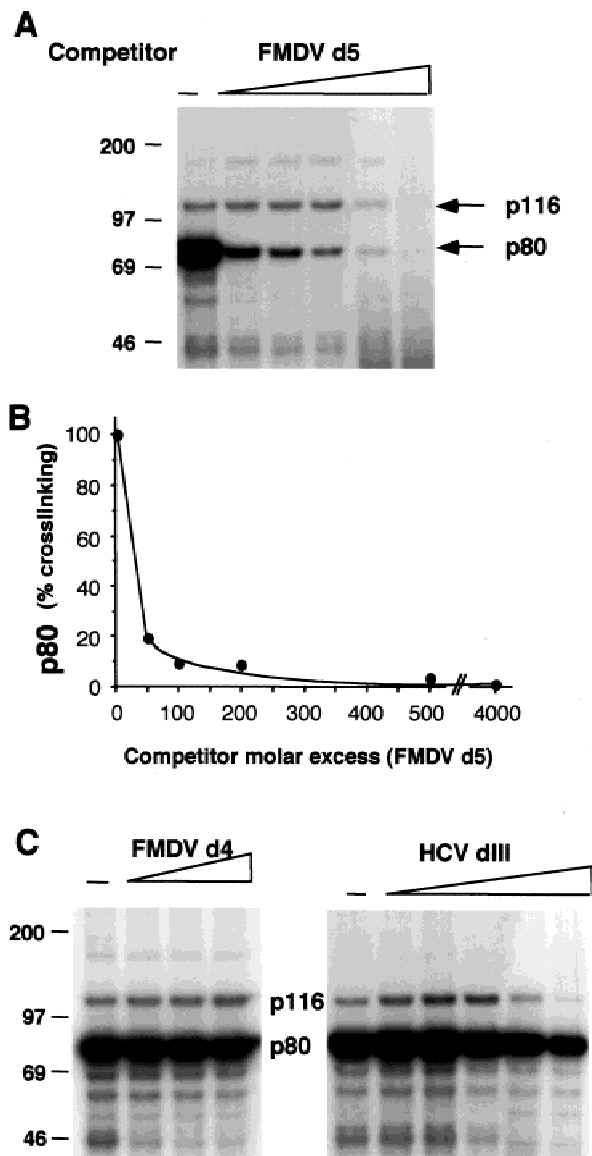 A
Competitor FMDV d5
–
200 –
97 –
69 –
46 –
p116
p80
B
p80 (% crosslinking)
100
80
60
40
20
0
0 100 200 300 400 500 4000
Competitor molar excess (FMDV d5)
C
FMDV d4 HCV dIII
– –
200 –
97 –
69 –
46 –
p116
p80